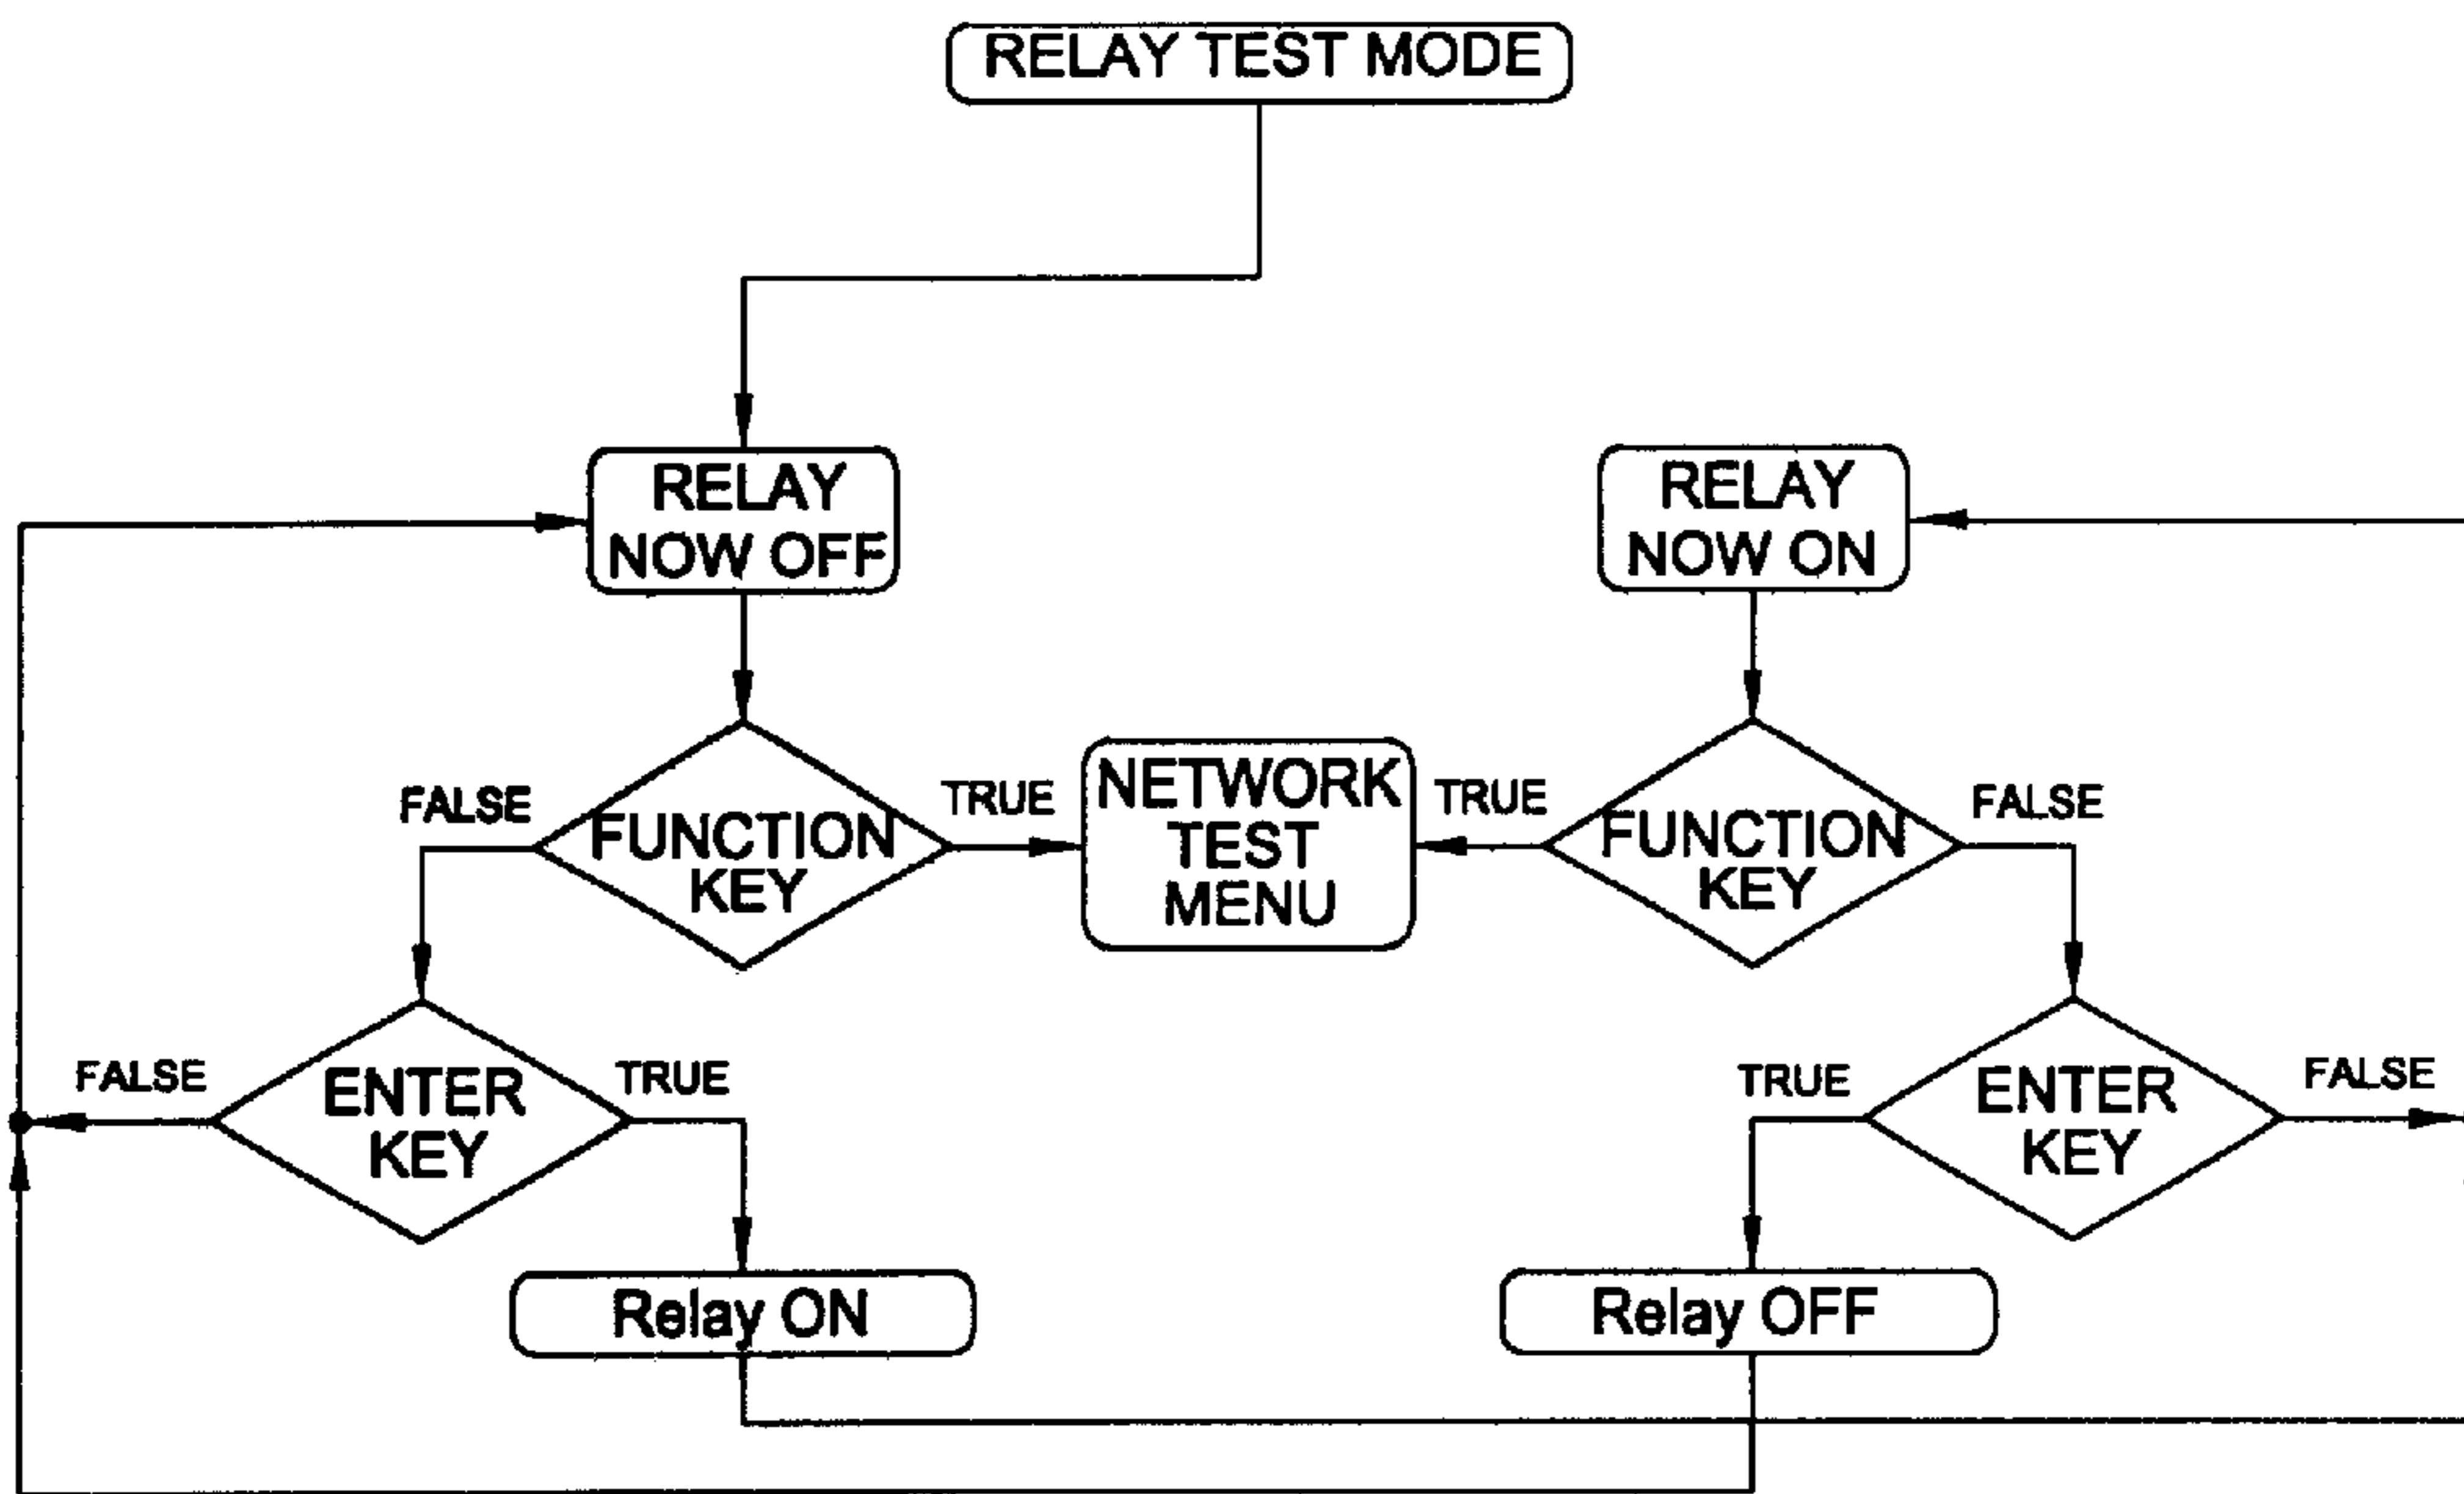 RELAY TEST MODE
RELAY
NOW OFF
RELAY
NOW ON
FALSE
FUNCTION
KEY
TRUE
NETWORK
TEST
MENU
TRUE
FUNCTION
KEY
FALSE
FALSE
ENTER
KEY
TRUE
TRUE
ENTER
KEY
FALSE
Relay ON
Relay OFF